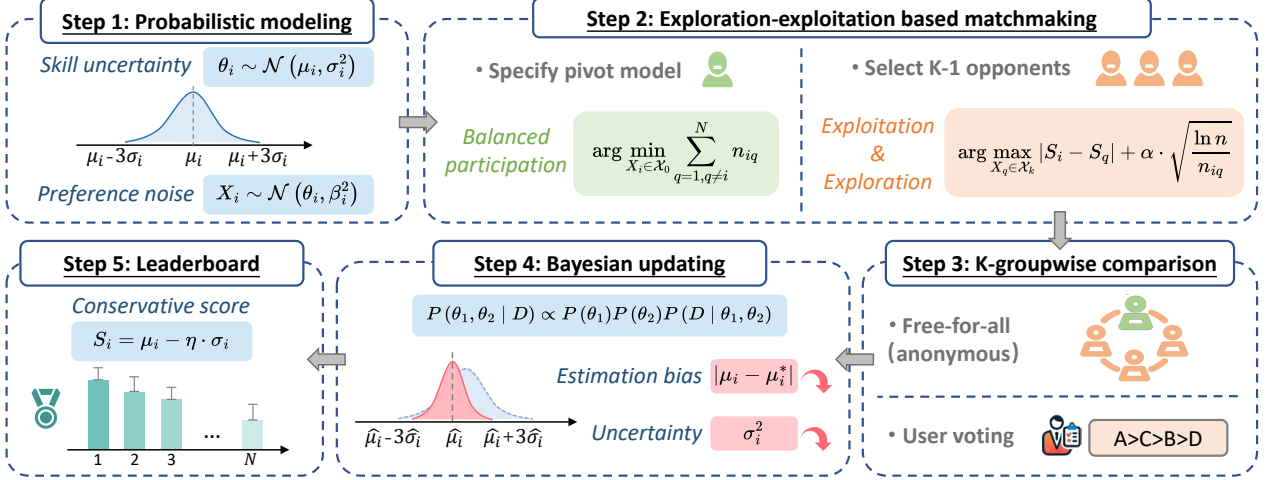 Step 1: Probabilistic modeling
Skill uncertainty
θ_i ∼ 𝒩 (μ_i, σ_i^2)
μ_i-3σ_i μ_i μ_i+3σ_i
Preference noise
X_i ∼ 𝒩 (θ_i, β_i^2)
Step 2: Exploration-exploitation based matchmaking
• Specify pivot model
Balanced
participation
arg min_{X_i∈𝒳_0} ∑_{q=1,q≠i}^{N} n_{iq}
• Select K-1 opponents
Exploitation
&
Exploration
arg max_{X_q∈𝒳_k} |S_i − S_q| + α · √(ln n / n_{iq})
Step 3: K-groupwise comparison
• Free-for-all
(anonymous)
• User voting
A>C>B>D
Step 4: Bayesian updating
P (θ_1, θ_2 | D) ∝ P (θ_1) P (θ_2) P (D | θ_1, θ_2)
Estimation bias
|μ_i − μ_i^*|
Uncertainty
σ_i^2
μ̂_i-3σ̂_i μ̂_i μ̂_i+3σ̂_i
Step 5: Leaderboard
Conservative score
S_i = μ_i − η · σ_i
1 2 3 ... N